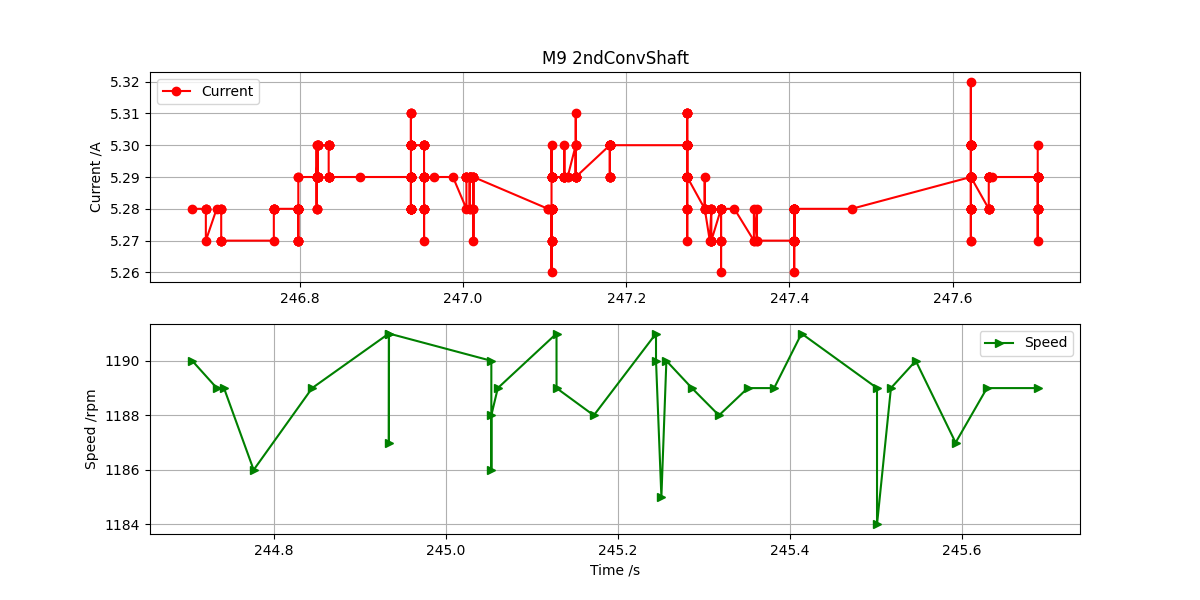 M9 2ndConvShaft
5.32
5.31
5.30
5.29
5.28
5.27
5.26
Current /A
Current
246.8 247.0 247.2 247.4 247.6
1190
1188
1186
1184
Speed /rpm
Speed
244.8 245.0 245.2 245.4 245.6
Time /s